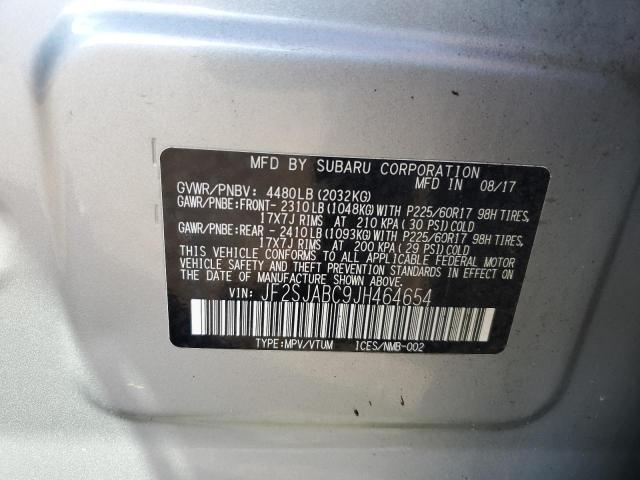 MFD BY SUBARU CORPORATION
MFD IN 08/17
GVWR/PNBV: 4480LB (2032KG)
GAWR/PNBE:FRONT- 2310LB(1048KG)WITH P225/60R17 98H TIRES,
17X7J RIMS AT 210 KPA ( 30 PSI)COLD
GAWR/PNBE:REAR - 2410LB(1093KG)WITH P225/60R17 98H TIRES,
17X7J RIMS AT 200 KPA ( 29 PSI)COLD
THIS VEHICLE CONFORMS TO ALL APPLICABLE FEDERAL MOTOR
VEHICLE SAFETY AND THEFT PREVENTION STANDARDS IN EFFECT
ON THE DATE OF MANUFACTURE SHOWN ABOVE.
VIN: JF2SJABC9JH464654
TYPE:MPV/VTUM ICES/NMB-002